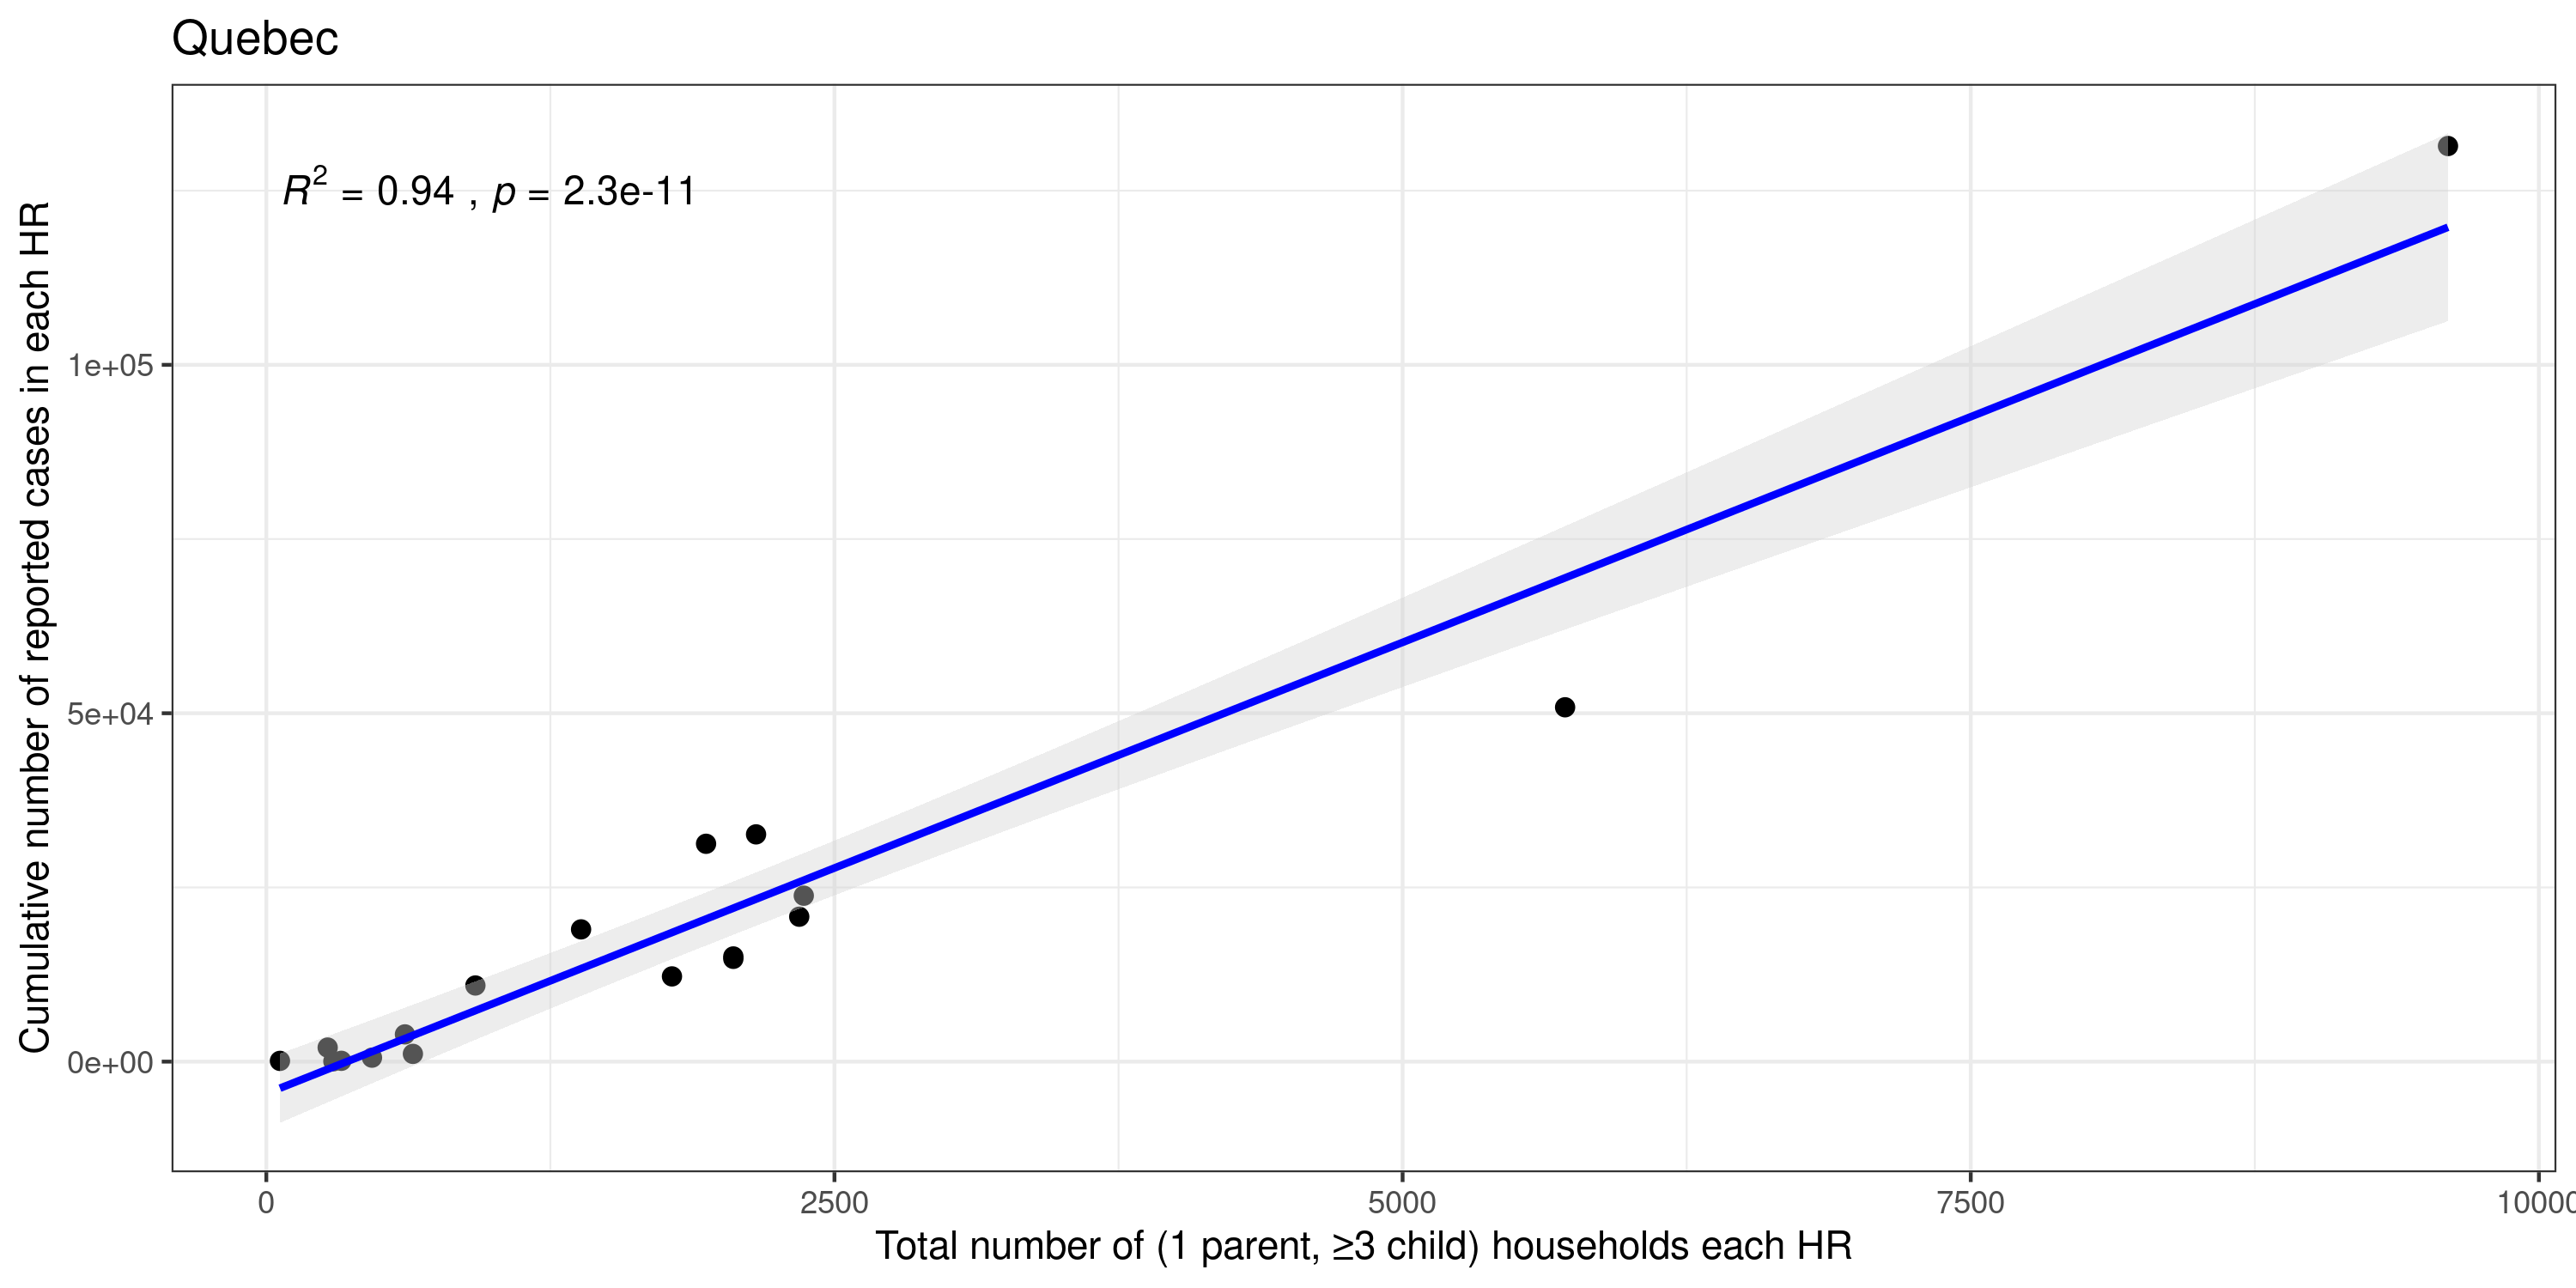 Quebec
R² = 0.94 , p = 2.3e-11
Cumulative number of reported cases in each HR
1e+05
5e+04
0e+00
0 2500 5000 7500 10000
Total number of (1 parent, ≥3 child) households each HR